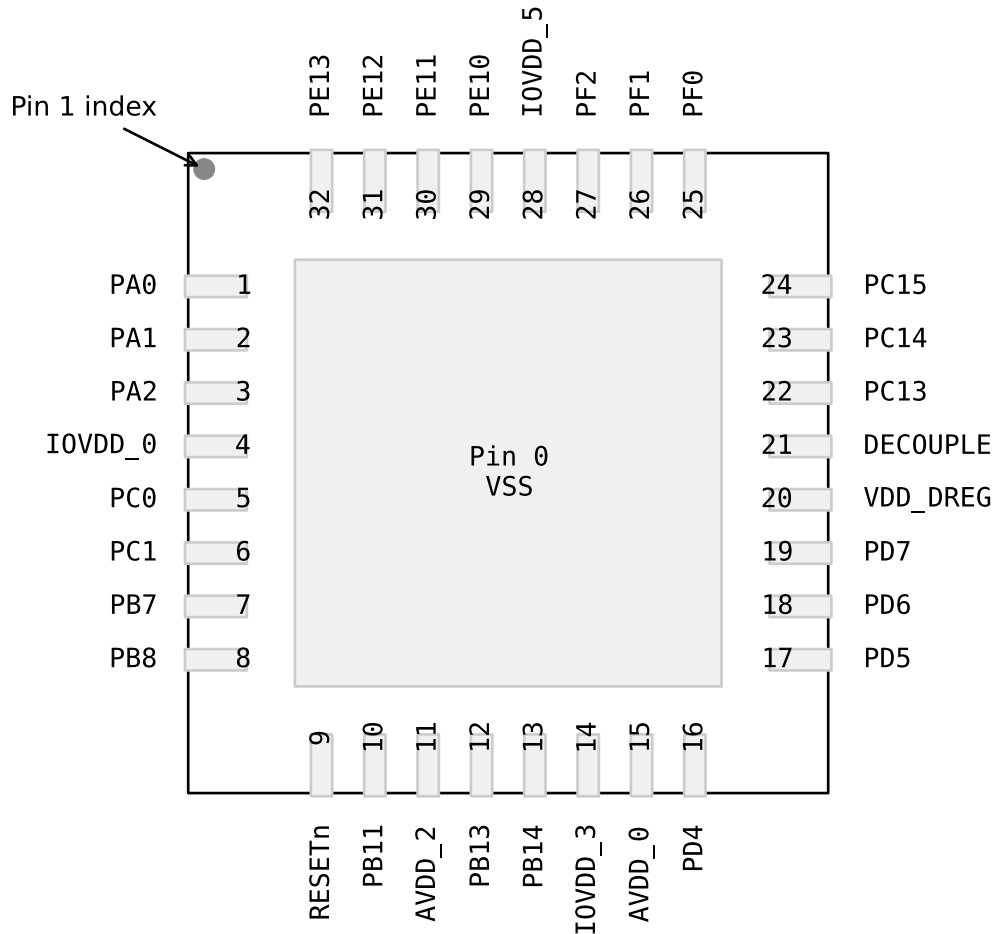 PE13
PE12
PE11
PE10
IOVDD_5
PF2
PF1
PF0
Pin 1 index
32
31
30
29
28
27
26
25
PA0 1
24 PC15
PA1 2
23 PC14
PA2 3
22 PC13
IOVDD_0 4
21 DECOUPLE
Pin 0
VSS
PC0 5
20 VDD_DREG
PC1 6
19 PD7
PB7 7
18 PD6
PB8 8
17 PD5
9
10
11
12
13
14
15
16
RESETn
PB11
AVDD_2
PB13
PB14
IOVDD_3
AVDD_0
PD4